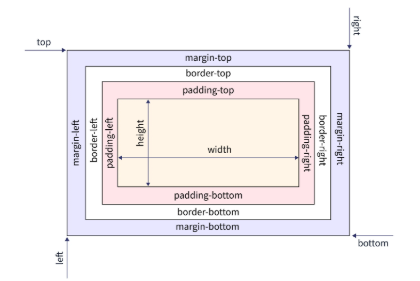 right
top
margin-top
border-top
padding-top
margin-left
border-left
padding-left
height
width
padding-right
border-right
margin-right
padding-bottom
border-bottom
margin-bottom
left
bottom